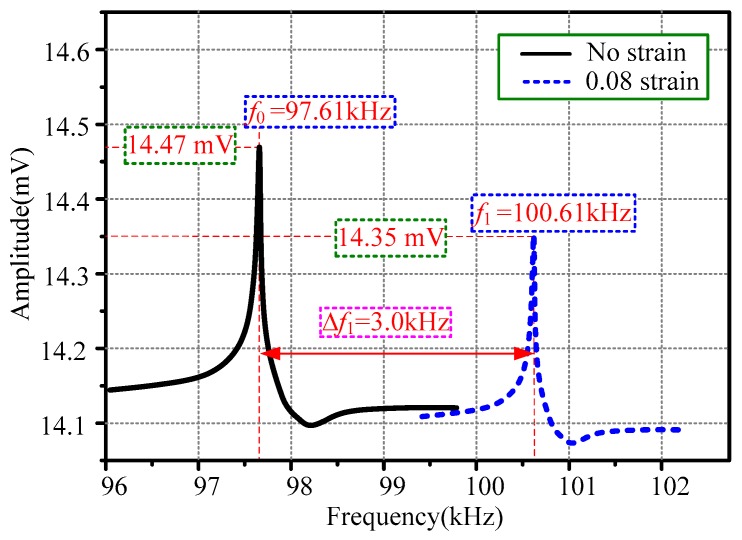 14.6
14.5
14.4
14.3
14.2
14.1
Amplitude(mV)
No strain
0.08 strain
f₀=97.61kHz
14.47 mV
f₁=100.61kHz
14.35 mV
Δf₁=3.0kHz
96 97 98 99 100 101 102
Frequency(kHz)